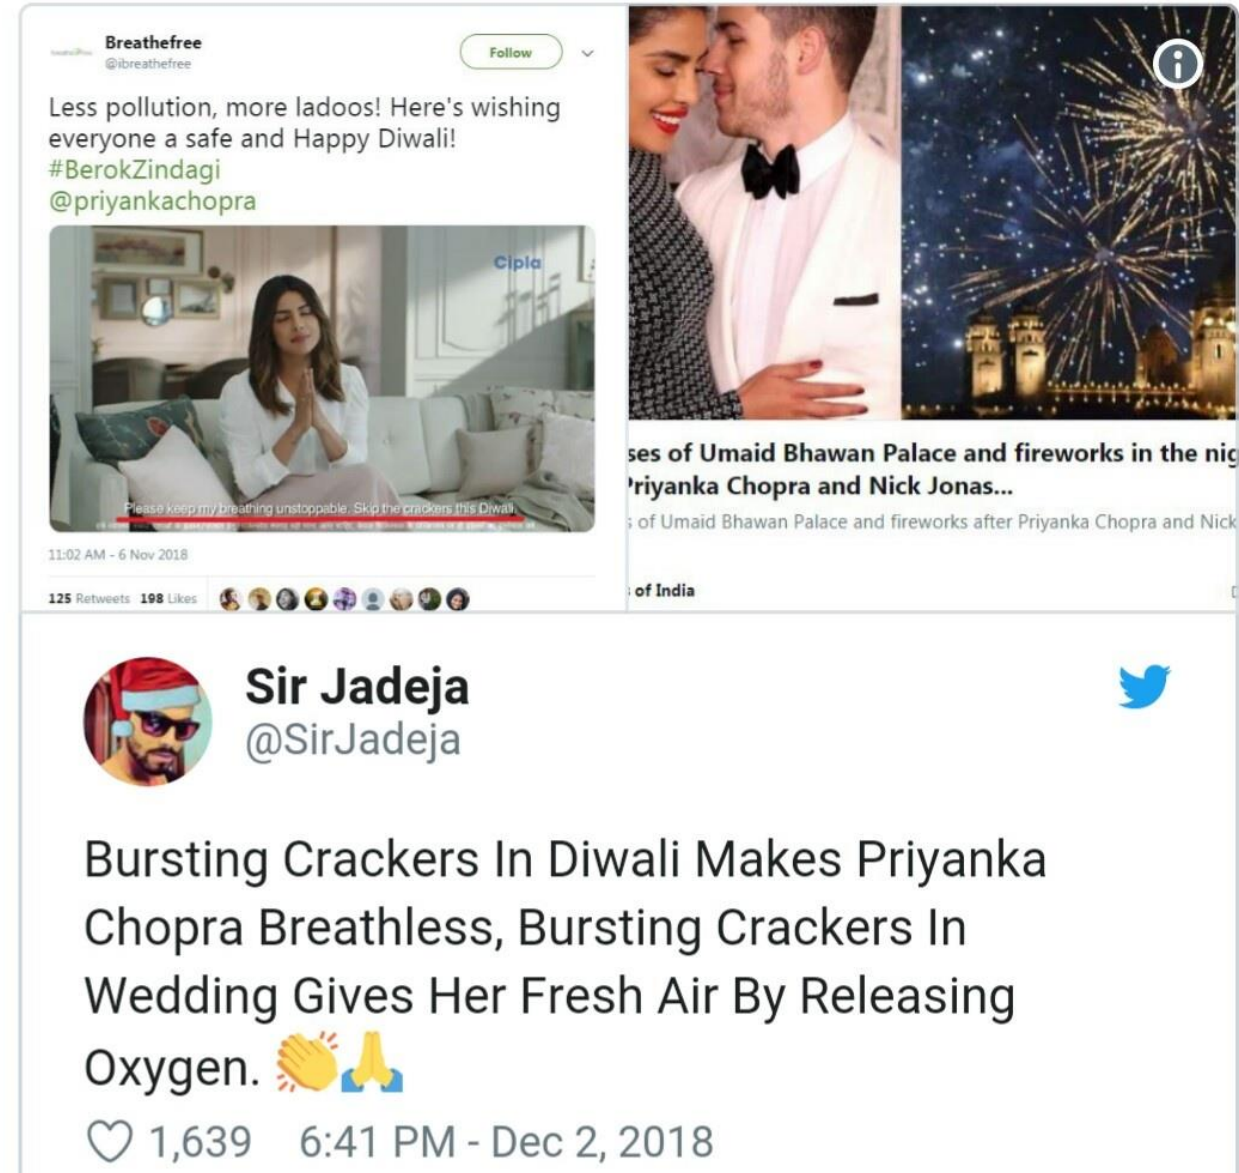 Breathefree
@ibreathefree
Follow
Less pollution, more ladoos! Here's wishing
everyone a safe and Happy Diwali!
#BerokZindagi
@priyankachopra
Cipla
Please keep my breathing unstoppable. Skip the crackers this Diwali
11:02 AM - 6 Nov 2018
125 Retweets 198 Likes
ses of Umaid Bhawan Palace and fireworks in the nig
Priyanka Chopra and Nick Jonas...
of Umaid Bhawan Palace and fireworks after Priyanka Chopra and Nick
of India
Sir Jadeja
@SirJadeja
Bursting Crackers In Diwali Makes Priyanka
Chopra Breathless, Bursting Crackers In
Wedding Gives Her Fresh Air By Releasing
Oxygen. 👏🙏
♡ 1,639 6:41 PM - Dec 2, 2018